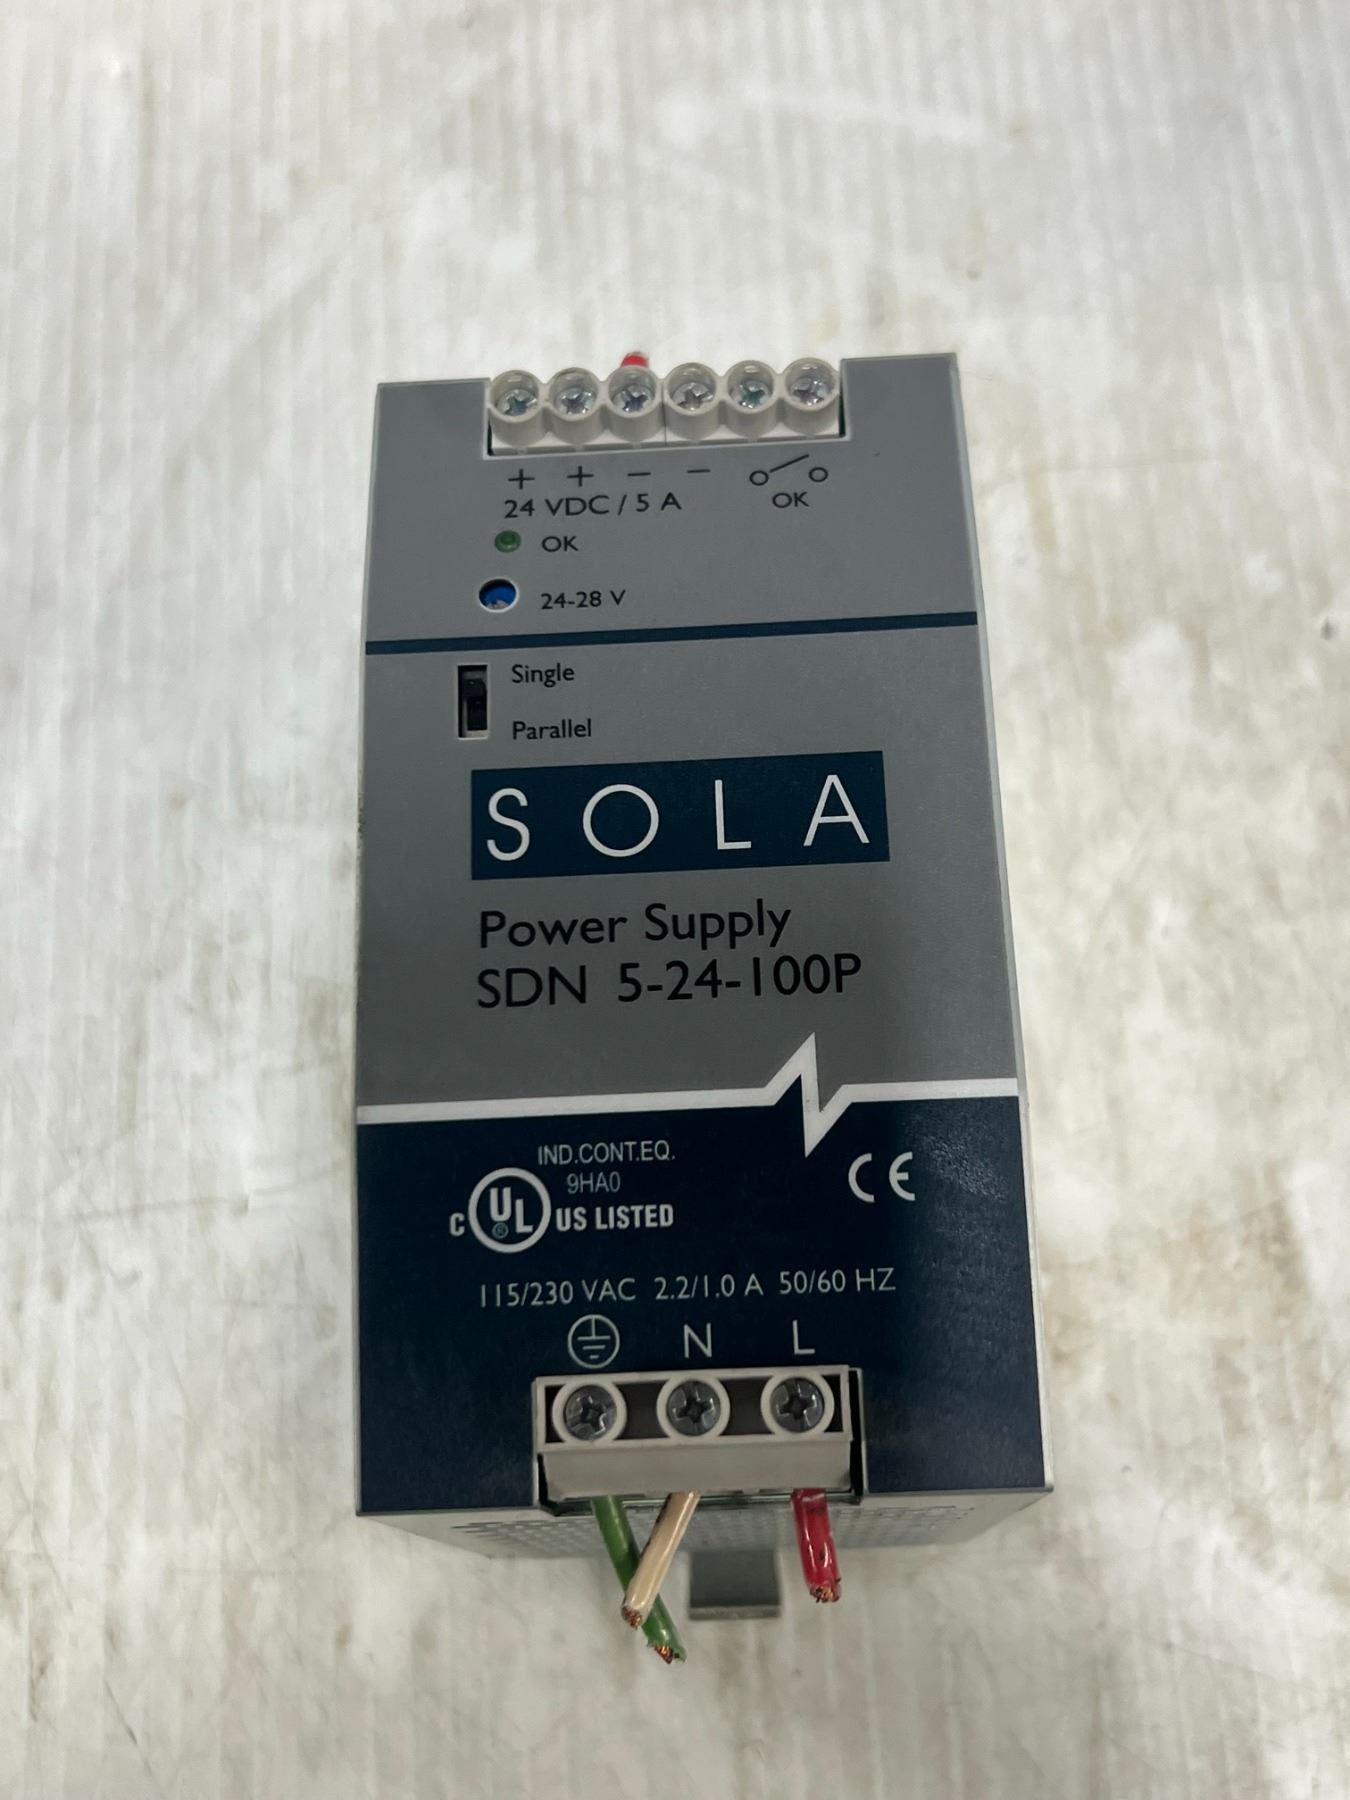 + + − −
24 VDC / 5 A OK
OK
24-28 V
Single
Parallel
SOLA
Power Supply
SDN 5-24-100P
IND.CONT.EQ.
9HA0
C UL ® US LISTED
CE
115/230 VAC 2.2/1.0 A 50/60 HZ
N L